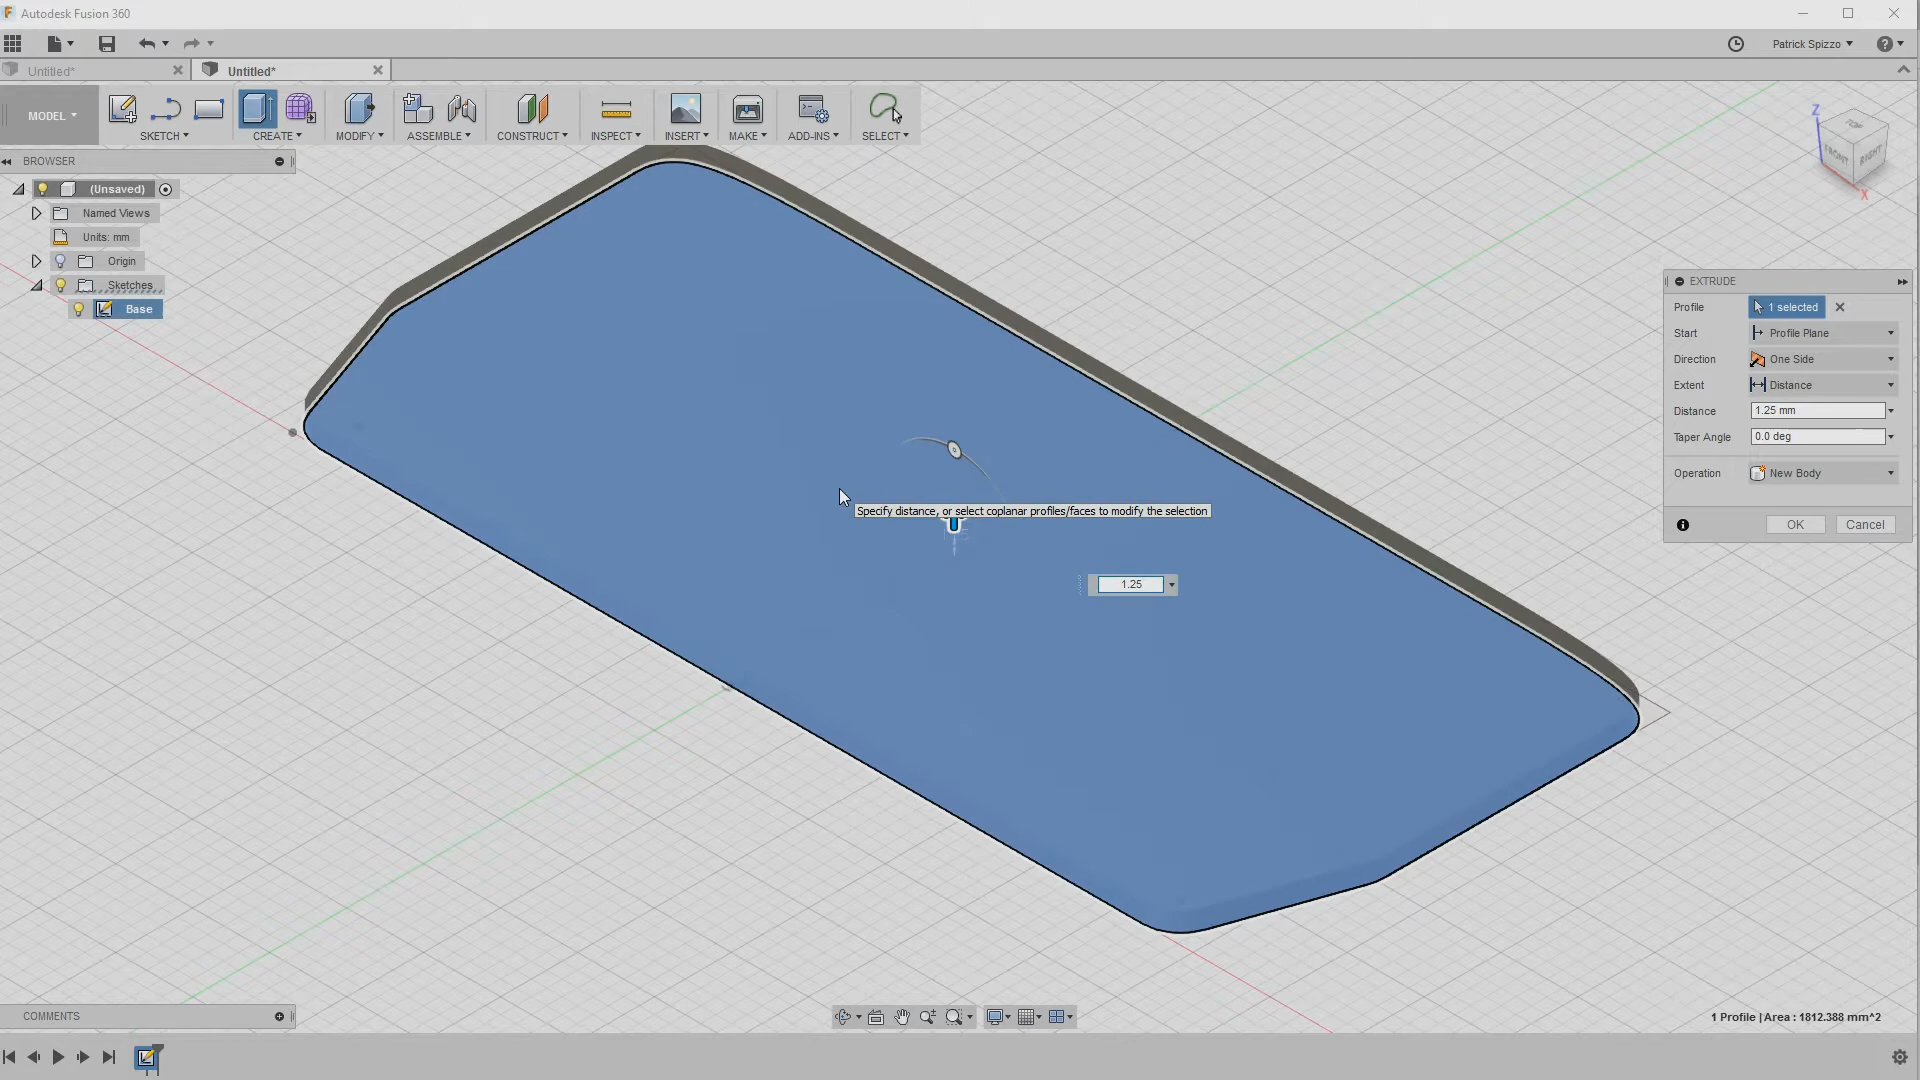 Autodesk Fusion 360
Patrick Spizzo
Untitled*
Untitled*
MODEL
SKETCH
CREATE
MODIFY
ASSEMBLE
CONSTRUCT
INSPECT
INSERT
MAKE
ADD-INS
SELECT
Z
TOP
FRONT
RIGHT
X
BROWSER
(Unsaved)
Named Views
Units: mm
Origin
Sketches
Base
EXTRUDE
Profile 1 selected
Start Profile Plane
Direction One Side
Extent Distance
Distance 1.25 mm
Taper Angle 0.0 deg
Operation New Body
OK Cancel
Specify distance, or select coplanar profiles/faces to modify the selection
1.25
COMMENTS
1 Profile | Area : 1812.388 mm^2